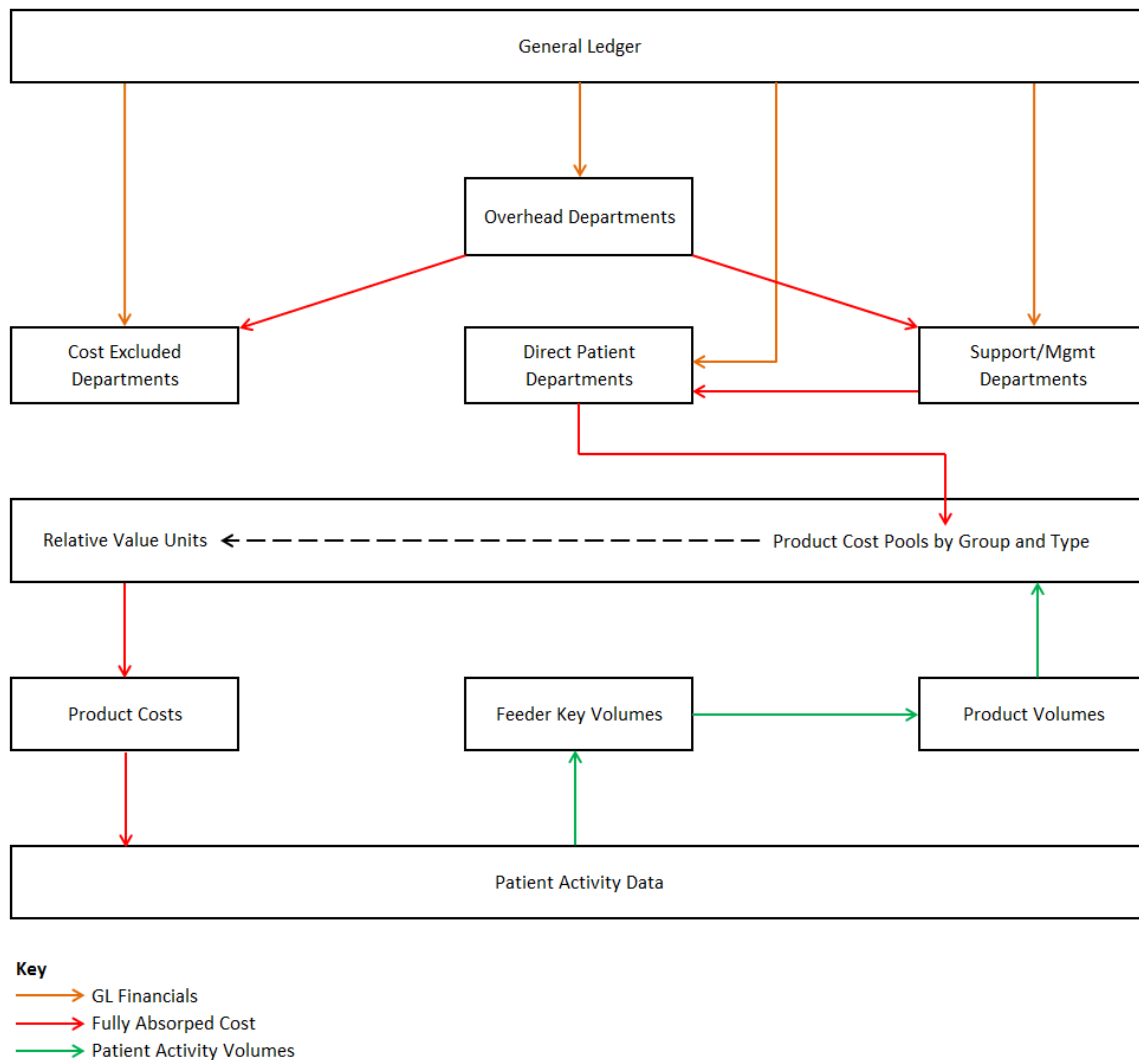 General Ledger
Overhead Departments
Cost Excluded
Departments
Direct Patient
Departments
Support/Mgmt
Departments
Relative Value Units
Product Cost Pools by Group and Type
Product Costs
Feeder Key Volumes
Product Volumes
Patient Activity Data
Key
GL Financials
Fully Absorped Cost
Patient Activity Volumes